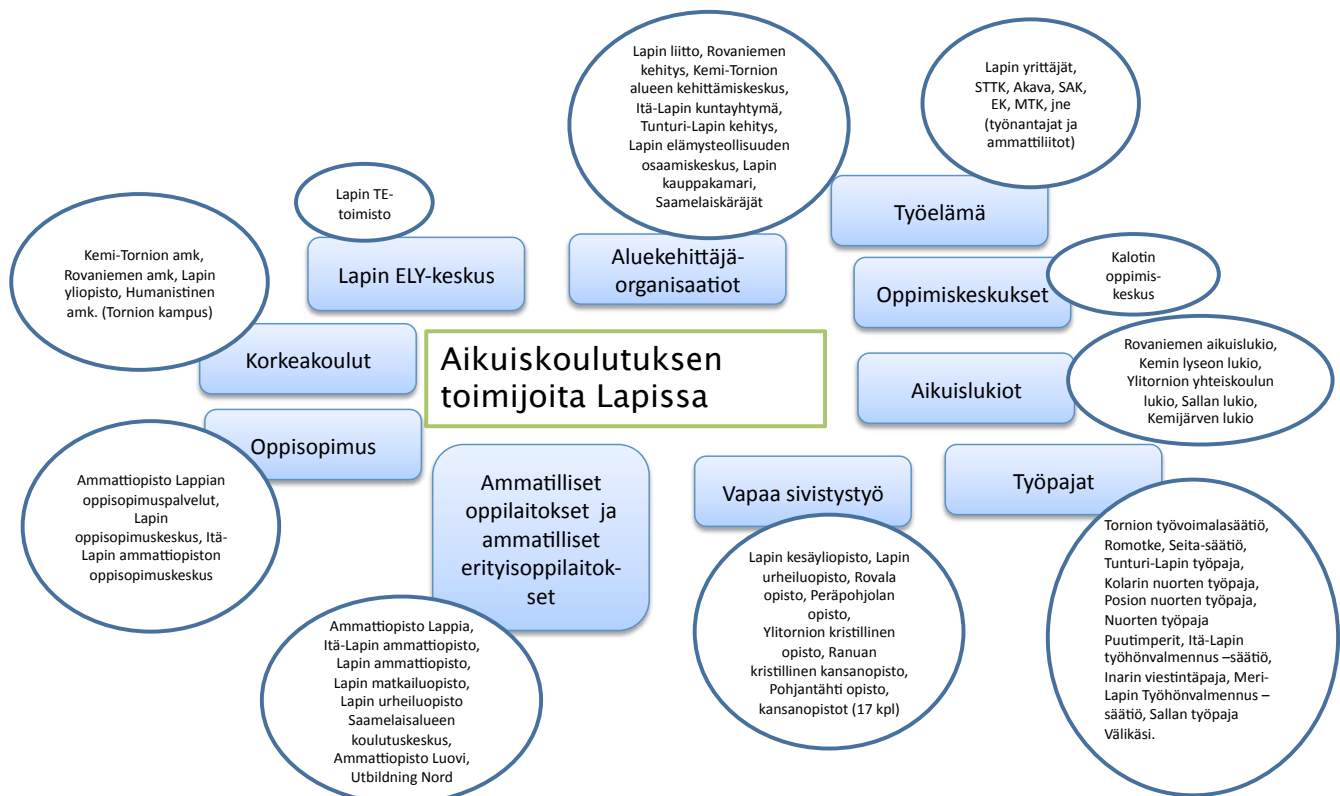 Lapin liitto, Rovaniemen
kehitys, Kemi-Tornion
alueen kehittämiskeskus,
Itä-Lapin kuntayhtymä,
Tunturi-Lapin kehitys,
Lapin elämysteollisuuden
osaamiskeskus, Lapin
kauppakamari,
Saamelaiskäräjät
Aluekehittäjä-
organisaatiot
Lapin yrittäjät,
STTK, Akava, SAK,
EK, MTK, jne
(työnantajat ja
ammattiliitot)
Työelämä
Lapin TE-
toimisto
Lapin ELY-keskus
Kemi-Tornion amk,
Rovaniemen amk, Lapin
yliopisto, Humanistinen
amk. (Tornion kampus)
Korkeakoulut
Kalotin
oppimis-
keskus
Oppimiskeskukset
Aikuiskoulutuksen
toimijoita Lapissa
Rovaniemen aikuislukio,
Kemin lyseon lukio,
Ylitornion yhteiskoulun
lukio, Sallan lukio,
Kemijärven lukio
Aikuislukiot
Oppisopimus
Ammattiopisto Lappian
oppisopimuspalvelut,
Lapin
oppisopimuskeskus, Itä-
Lapin ammattiopiston
oppisopimuskeskus
Ammatilliset
oppilaitokset ja
ammatilliset
erityisoppilaitok-
set
Ammattiopisto Lappia,
Itä-Lapin ammattiopisto,
Lapin ammattiopisto,
Lapin matkailuopisto,
Lapin urheiluopisto
Saamelaisalueen
koulutuskeskus,
Ammattiopisto Luovi,
Utbildning Nord
Vapaa sivistystyö
Lapin kesäyliopisto, Lapin
urheiluopisto, Rovala
opisto, Peräpohjolan
opisto,
Ylitornion kristillinen
opisto, Ranuan
kristillinen kansanopisto,
Pohjantähti opisto,
kansanopistot (17 kpl)
Työpajat
Tornion työvoimalasäätiö,
Romotke, Seita-säätiö,
Tunturi-Lapin työpaja,
Kolarin nuorten työpaja,
Posion nuorten työpaja,
Nuorten työpaja
Puutimperit, Itä-Lapin
työhönvalmennus –säätiö,
Inarin viestintäpaja, Meri-
Lapin Työhönvalmennus –
säätiö, Sallan työpaja
Välikäsi.